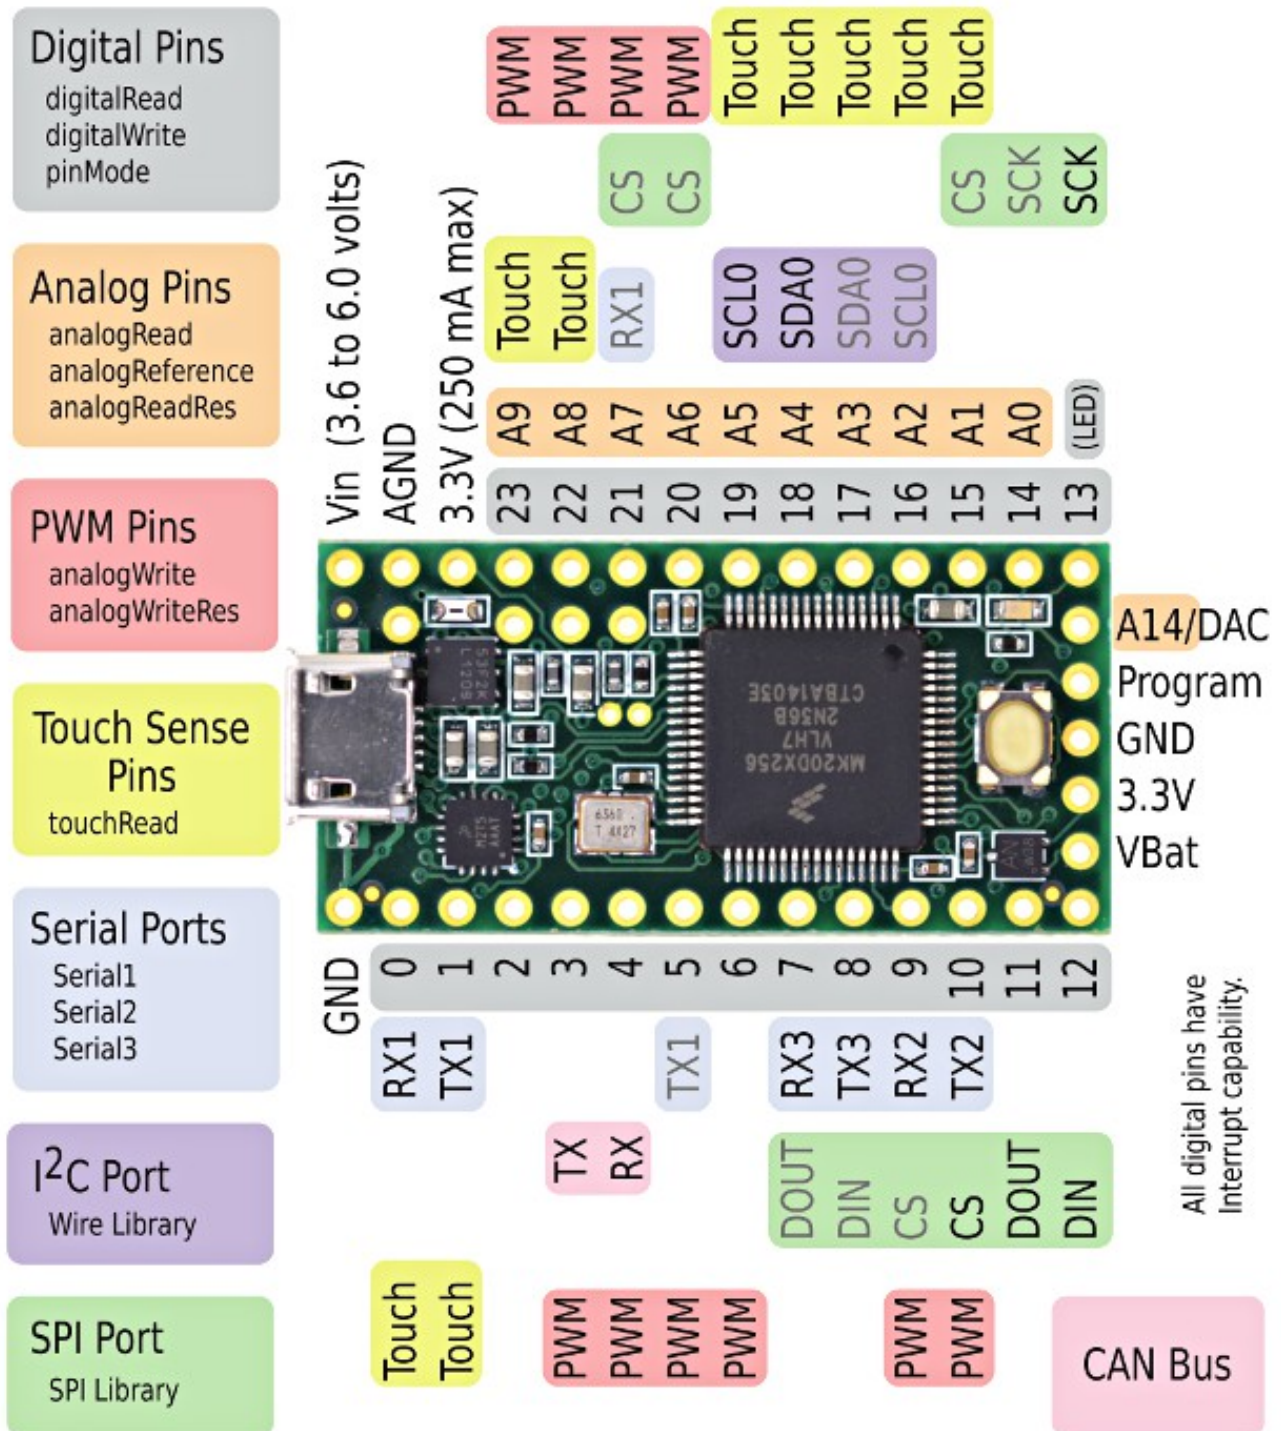 Digital Pins
digitalRead
digitalWrite
pinMode
Analog Pins
analogRead
analogReference
analogReadRes
PWM Pins
analogWrite
analogWriteRes
Touch Sense
Pins
touchRead
Serial Ports
Serial1
Serial2
Serial3
I²C Port
Wire Library
SPI Port
SPI Library
PWM PWM PWM PWM Touch Touch Touch Touch Touch
CS CS CS SCK SCK
Touch Touch RX1 SCL0 SDA0 SDA0 SCL0
A9 A8 A7 A6 A5 A4 A3 A2 A1 A0 (LED)
Vin (3.6 to 6.0 volts)
AGND
3.3V (250 mA max)
23 22 21 20 19 18 17 16 15 14 13
A14/DAC
Program
GND
3.3V
VBat
MK20DX256
VLH7
2N36B
CTBA1403E
53F2K
L1208
M2T5
T 4X27
GND 0 1 2 3 4 5 6 7 8 9 10 11 12
RX1 TX1 TX1 RX3 TX3 RX2 TX2
TX RX DOUT DIN CS CS DOUT DIN
Touch Touch PWM PWM PWM PWM PWM PWM
All digital pins have
Interrupt capability.
CAN Bus